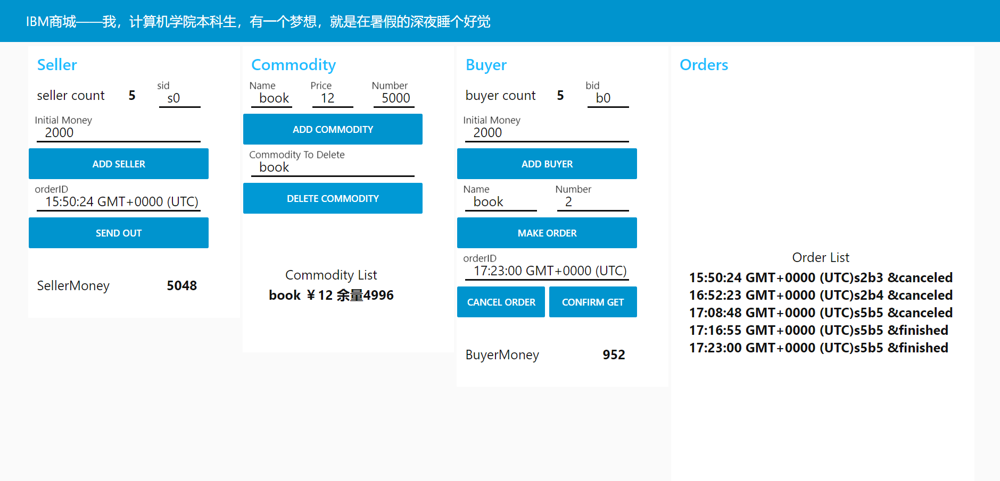 IBM商城——我，计算机学院本科生，有一个梦想，就是在暑假的深夜睡个好觉
Seller
seller count 5
sid
s0
Initial Money
2000
ADD SELLER
orderID
15:50:24 GMT+0000 (UTC)
SEND OUT
SellerMoney 5048
Commodity
Name Price Number
book 12 5000
ADD COMMODITY
Commodity To Delete
book
DELETE COMMODITY
Commodity List
book ￥12 余量4996
Buyer
buyer count 5
bid
b0
Initial Money
2000
ADD BUYER
Name Number
book 2
MAKE ORDER
orderID
17:23:00 GMT+0000 (UTC)
CANCEL ORDER CONFIRM GET
BuyerMoney 952
Orders
Order List
15:50:24 GMT+0000 (UTC)s2b3 &canceled
16:52:23 GMT+0000 (UTC)s2b4 &canceled
17:08:48 GMT+0000 (UTC)s5b5 &canceled
17:16:55 GMT+0000 (UTC)s5b5 &finished
17:23:00 GMT+0000 (UTC)s5b5 &finished